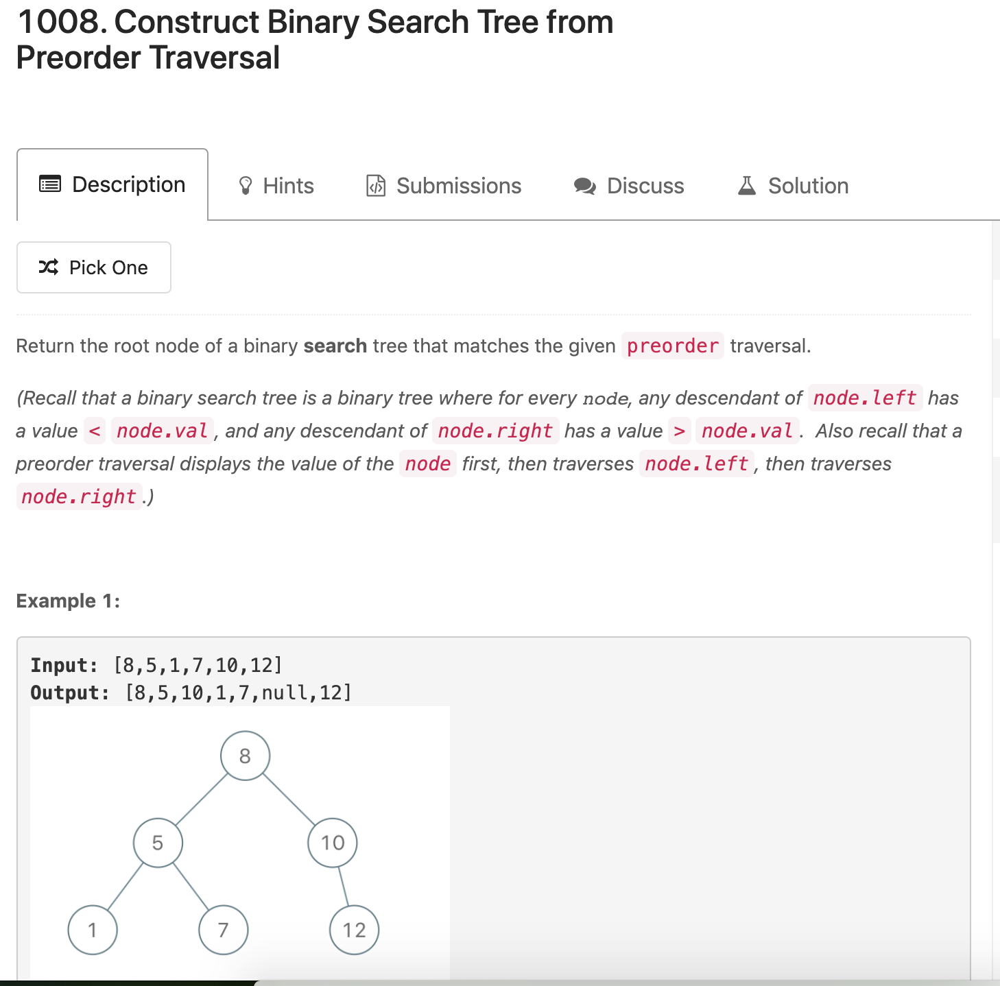 1008. Construct Binary Search Tree from
Preorder Traversal
Description
Hints
Submissions
Discuss
Solution
Pick One
Return the root node of a binary search tree that matches the given preorder traversal.
(Recall that a binary search tree is a binary tree where for every node, any descendant of node.left has
a value < node.val, and any descendant of node.right has a value > node.val. Also recall that a
preorder traversal displays the value of the node first, then traverses node.left, then traverses
node.right.)
Example 1:
Input: [8,5,1,7,10,12]
Output: [8,5,10,1,7,null,12]
8
5
10
1
7
12